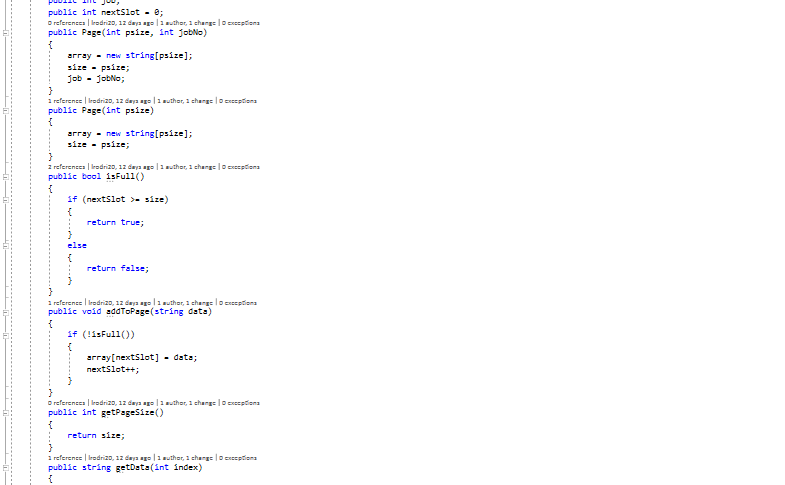 public int job;
public int nextSlot = 0;
0 references | lrodri20, 12 days ago | 1 author, 1 change | 0 exceptions
public Page(int psize, int jobNo)
{
array = new string[psize];
size = psize;
job = jobNo;
}
1 reference | lrodri20, 12 days ago | 1 author, 1 change | 0 exceptions
public Page(int psize)
{
array = new string[psize];
size = psize;
}
2 references | lrodri20, 12 days ago | 1 author, 1 change | 0 exceptions
public bool isFull()
{
if (nextSlot >= size)
{
return true;
}
else
{
return false;
}
}
1 reference | lrodri20, 12 days ago | 1 author, 1 change | 0 exceptions
public void addToPage(string data)
{
if (!isFull())
{
array[nextSlot] = data;
nextSlot++;
}
}
0 references | lrodri20, 12 days ago | 1 author, 1 change | 0 exceptions
public int getPageSize()
{
return size;
}
1 reference | lrodri20, 12 days ago | 1 author, 1 change | 0 exceptions
public string getData(int index)
{